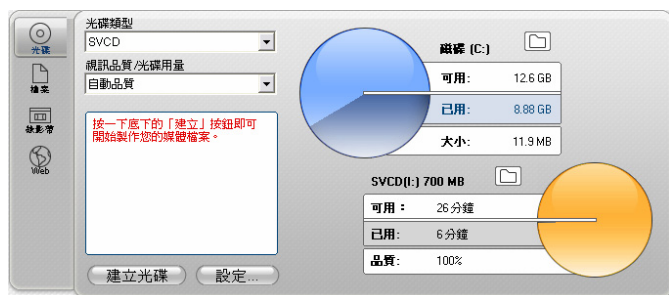 光碟
檔案
錄影帶
Web
光碟類型
SVCD
視訊品質/光碟用量
自動品質
按一下底下的「建立」按鈕即可
開始製作您的媒體檔案。
建立光碟
設定...
磁碟 (C:)
可用: 12.6 GB
已用: 8.88 GB
大小: 11.9 MB
SVCD(I:) 700 MB
可用: 26 分鐘
已用: 6 分鐘
品質: 100%